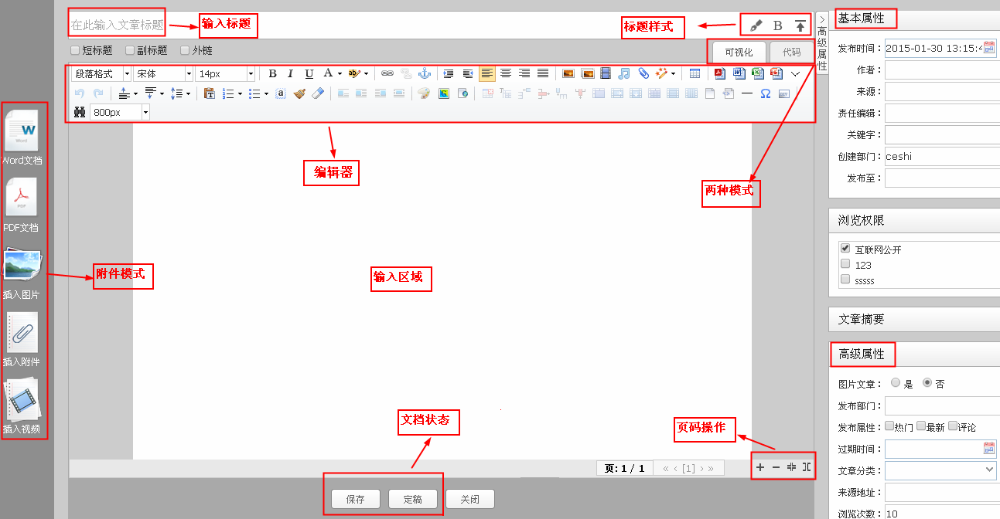 在此输入文章标题
输入标题
标题样式
B
短标题
副标题
外链
可视化
代码
段落格式
宋体
14px
B I U A
800px
编辑器
两种模式
Word文档
PDF文档
插入图片
插入附件
插入视频
附件模式
输入区域
文档状态
页码操作
页: 1 / 1
« ‹ [1] › »
保存
定稿
关闭
高级属性
基本属性
发布时间：2015-01-30 13:15:4
作者：
来源：
责任编辑：
关键字：
创建部门：ceshi
发布至：
浏览权限
互联网公开
123
sssss
文章摘要
高级属性
图片文章： 是 否
发布部门：
发布属性： 热门 最新 评论
过期时间：
文章分类：
来源地址：
浏览次数：10